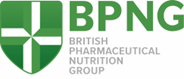 BPNG
BRITISH
PHARMACEUTICAL
NUTRITION
GROUP